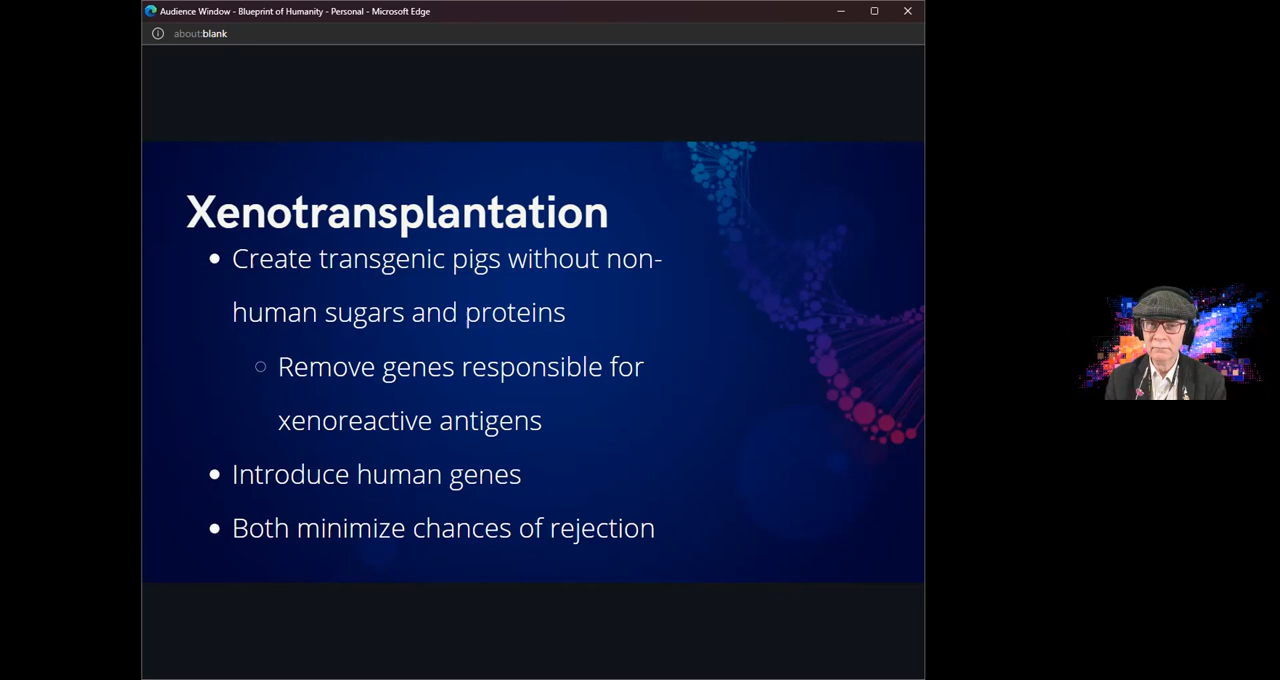 Audience Window - Blueprint of Humanity - Personal - Microsoft Edge
about:blank
Xenotransplantation
Create transgenic pigs without non-
human sugars and proteins
Remove genes responsible for
xenoreactive antigens
Introduce human genes
Both minimize chances of rejection